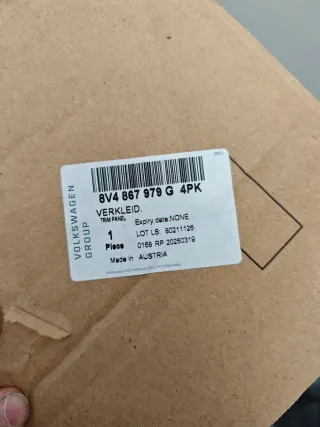 8V4 867 979 G 4PK
VERKLEID.
TRIM PANEL
Expiry date:NONE
1
LOT LS: 80211126
Piece
0168 RP 20250319
Made in AUSTRIA
VOLKSWAGEN
GROUP